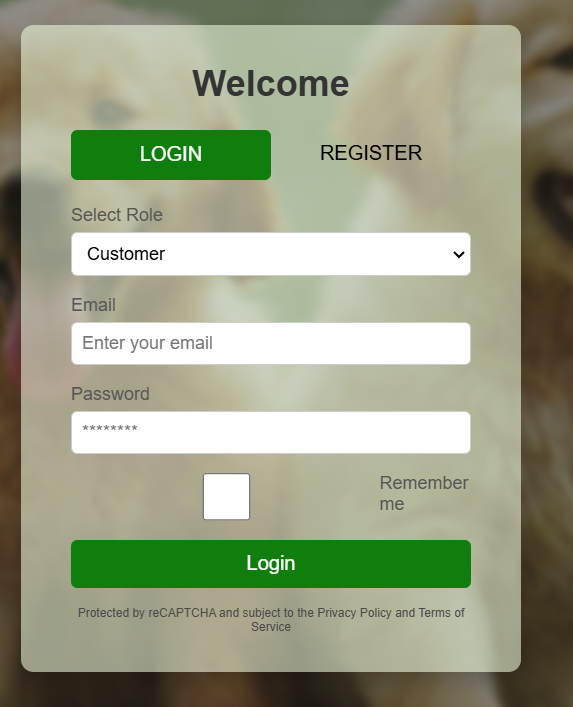 Welcome
LOGIN
REGISTER
Select Role
Customer
Email
Enter your email
Password
********
Remember
me
Login
Protected by reCAPTCHA and subject to the Privacy Policy and Terms of
Service